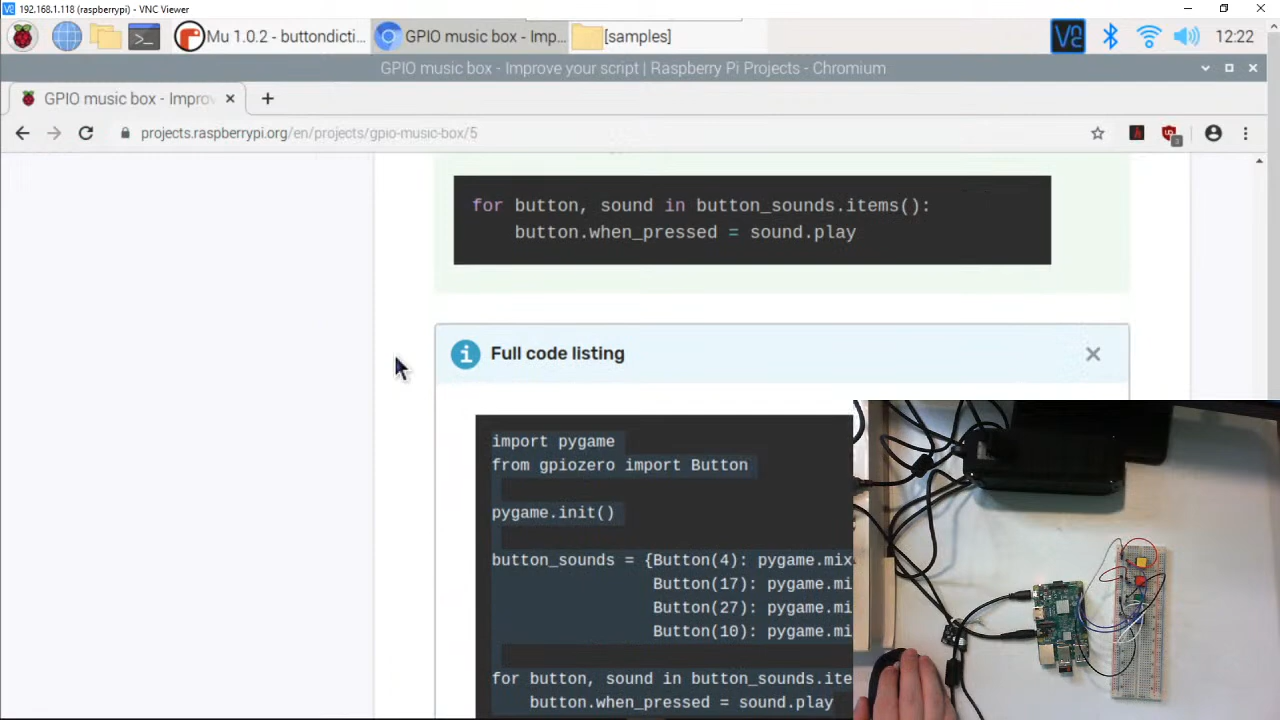 192.168.1.118 (raspberrypi) - VNC Viewer
Mu 1.0.2 - buttondicti...
GPIO music box - Imp...
[samples]
12:22
GPIO music box - Improve your script | Raspberry Pi Projects - Chromium
GPIO music box - Improv
projects.raspberrypi.org/en/projects/gpio-music-box/5
for button, sound in button_sounds.items():
button.when_pressed = sound.play
Full code listing
import pygame
from gpiozero import Button
pygame.init()
button_sounds = {Button(4): pygame.mix
Button(17): pygame.mi
Button(27): pygame.mi
Button(10): pygame.mi
for button, sound in button_sounds.ite
button.when_pressed = sound.play